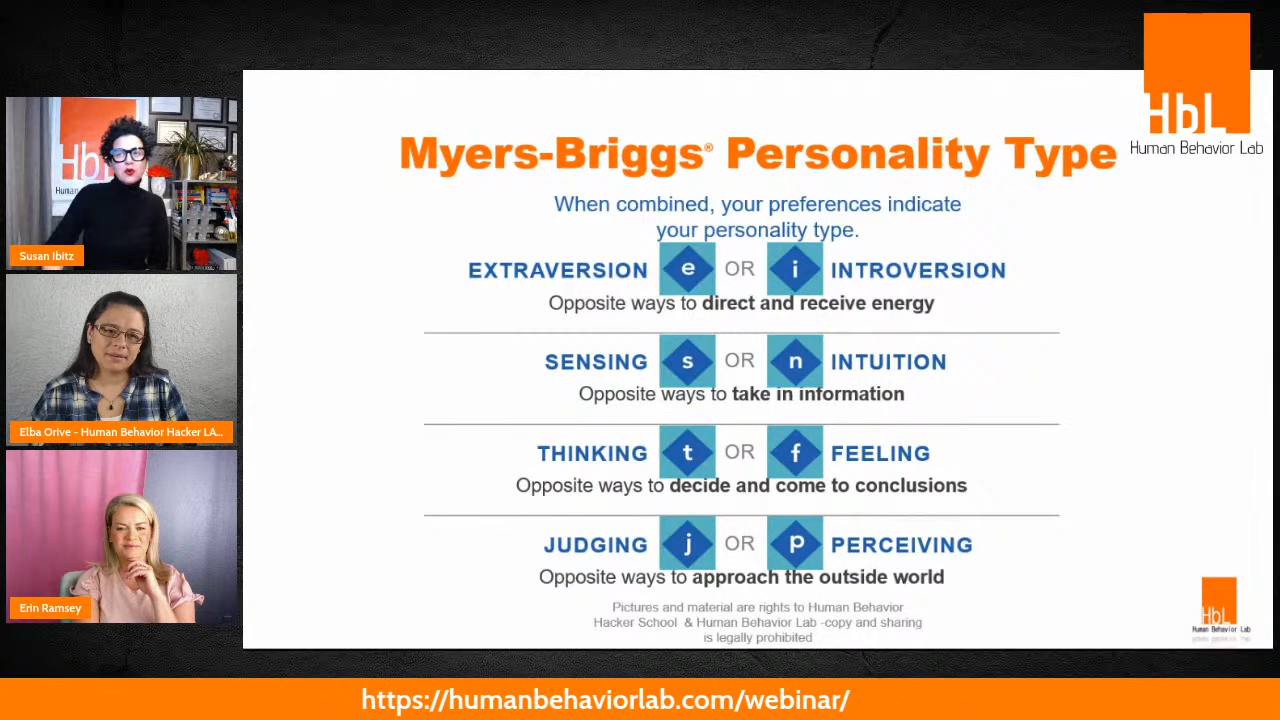 HbL
Human Behavior Lab
Myers-Briggs® Personality Type
When combined, your preferences indicate
your personality type.
EXTRAVERSION e OR i INTROVERSION
Opposite ways to direct and receive energy
SENSING s OR n INTUITION
Opposite ways to take in information
THINKING t OR f FEELING
Opposite ways to decide and come to conclusions
JUDGING j OR p PERCEIVING
Opposite ways to approach the outside world
Pictures and material are rights to Human Behavior
Hacker School & Human Behavior Lab -copy and sharing
is legally prohibited
HbL
Human Behavior Lab
Susan Ibitz
Elba Orive - Human Behavior Hacker LA...
Erin Ramsey
https://humanbehaviorlab.com/webinar/